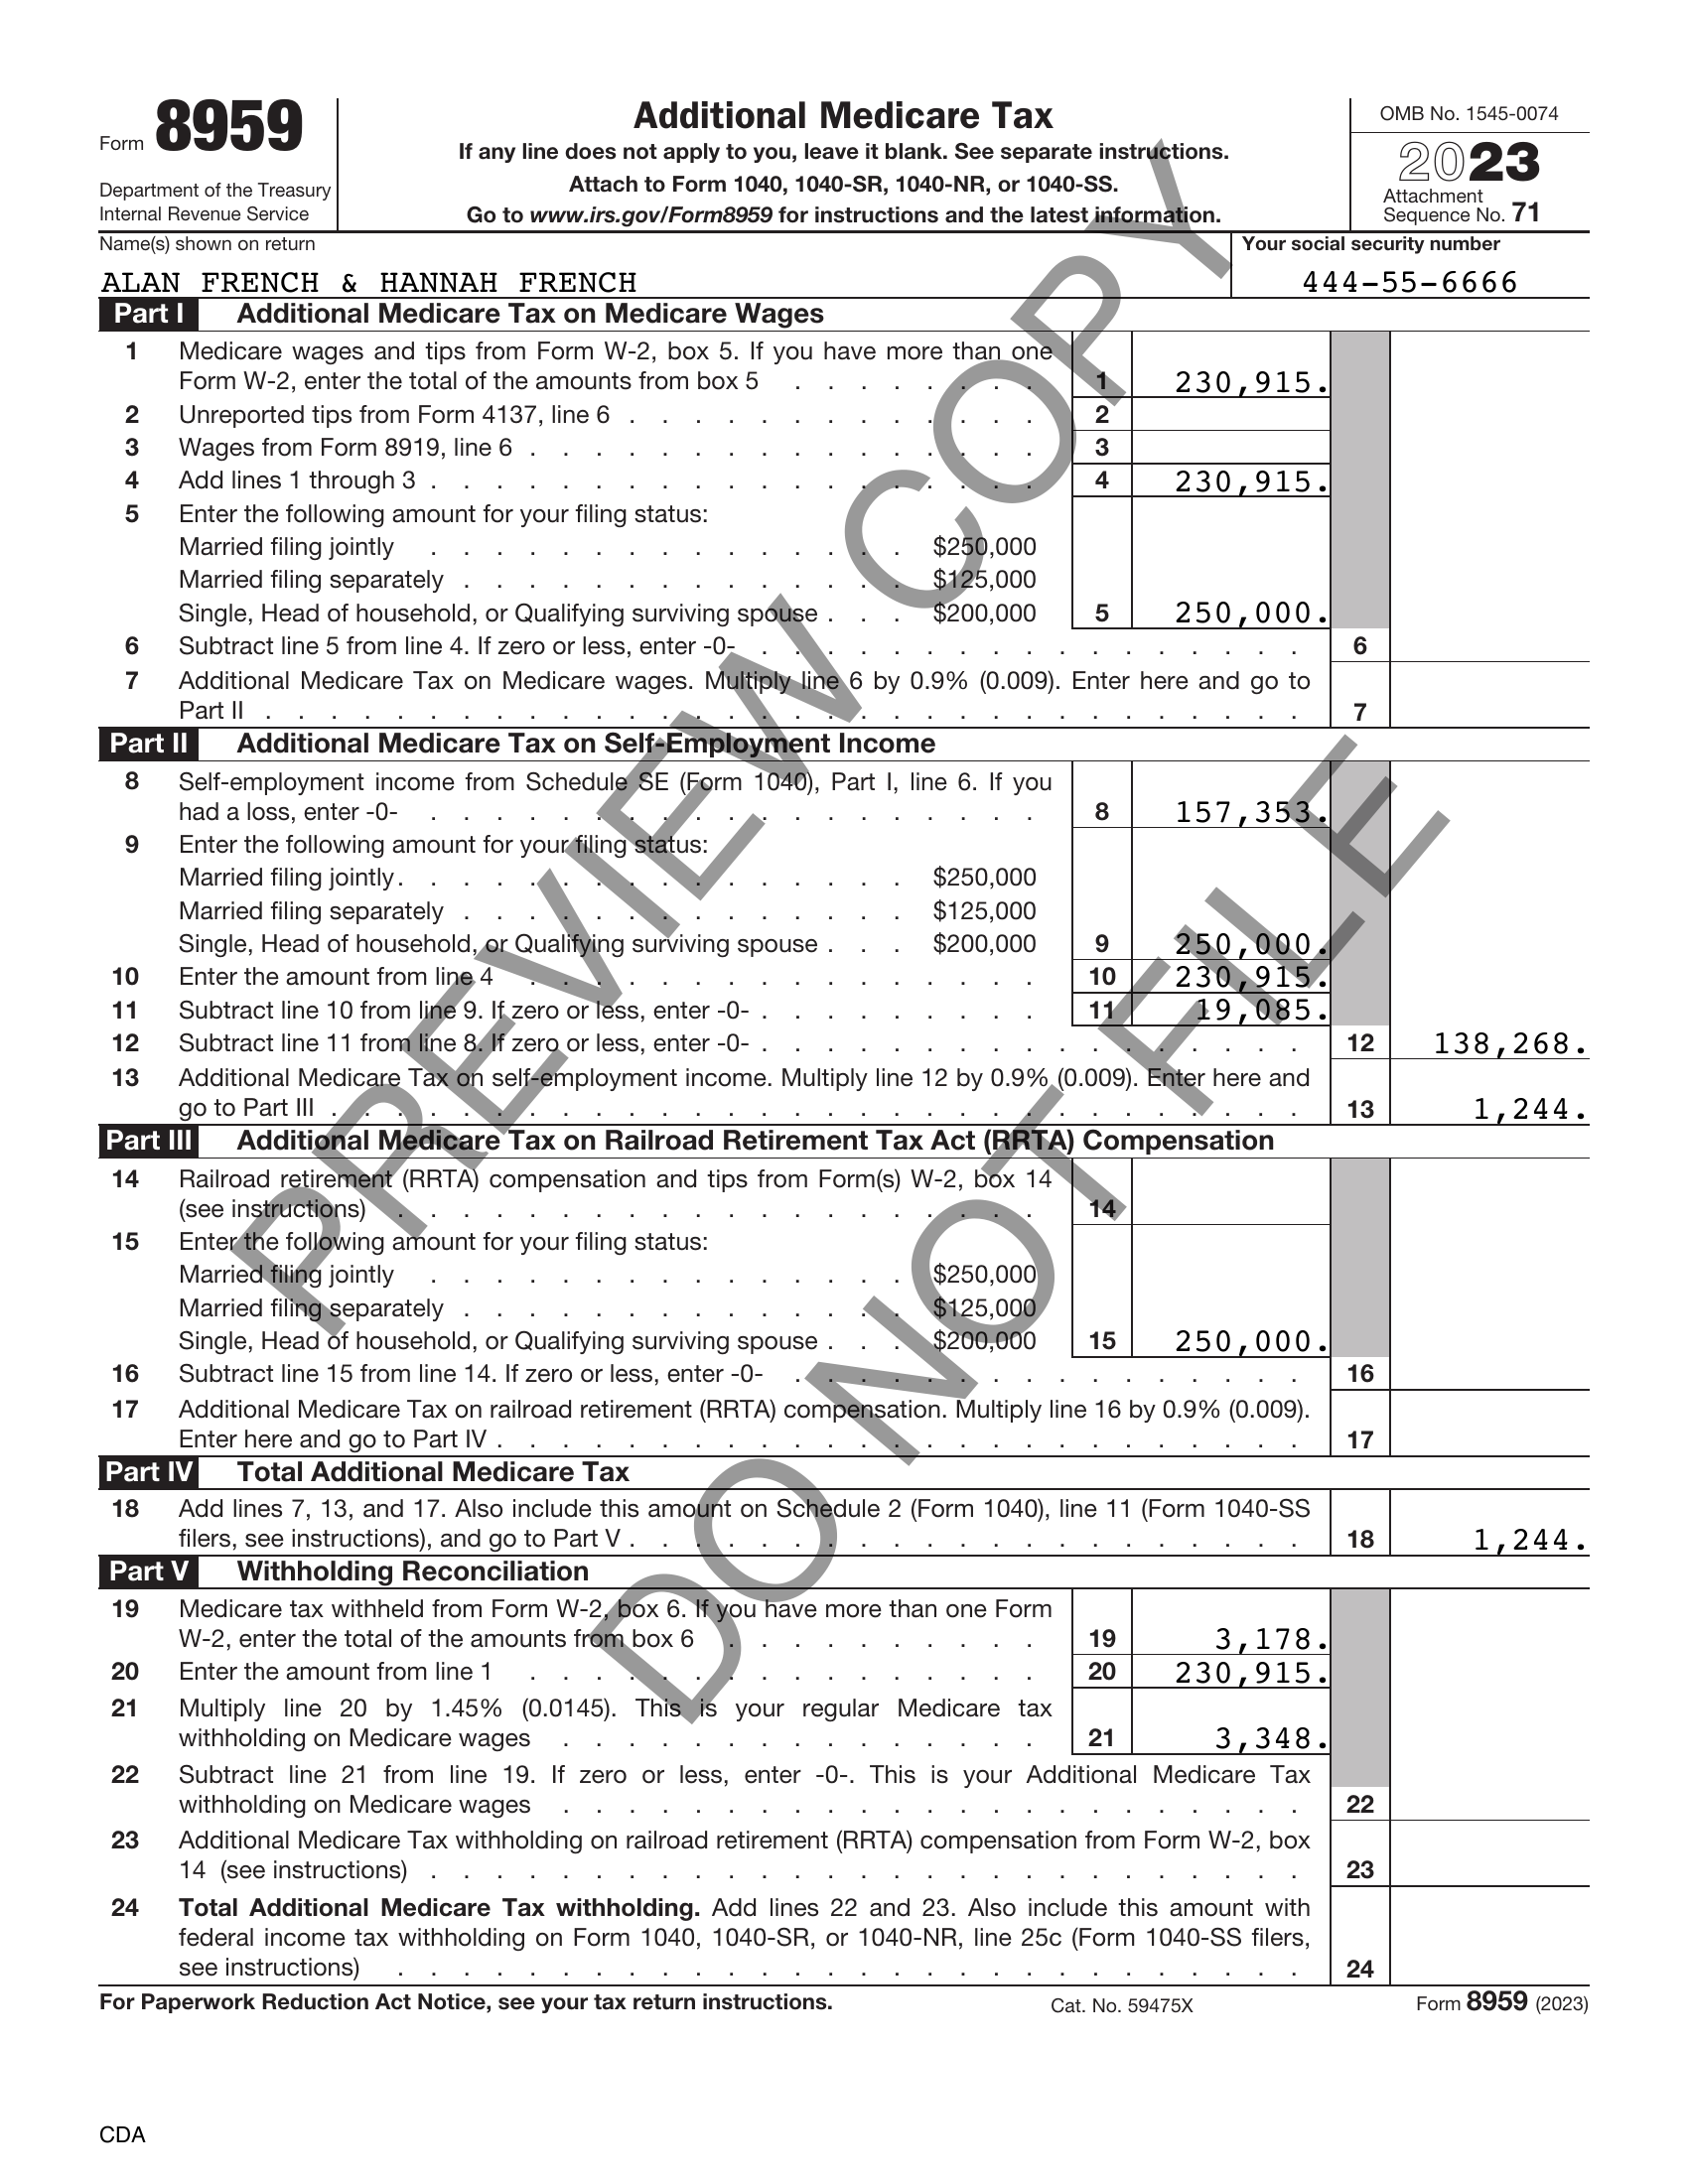 Form 8959
Department of the Treasury
Internal Revenue Service
Additional Medicare Tax
If any line does not apply to you, leave it blank. See separate instructions.
Attach to Form 1040, 1040-SR, 1040-NR, or 1040-SS.
Go to www.irs.gov/Form8959 for instructions and the latest information.
OMB No. 1545-0074
2023
Attachment
Sequence No. 71
Name(s) shown on return
ALAN FRENCH & HANNAH FRENCH
Your social security number
444-55-6666
Part I Additional Medicare Tax on Medicare Wages
1 Medicare wages and tips from Form W-2, box 5. If you have more than one
Form W-2, enter the total of the amounts from box 5 . . . . . . . . 1 230,915.
2 Unreported tips from Form 4137, line 6 . . . . . . . . . . . . . 2
3 Wages from Form 8919, line 6 . . . . . . . . . . . . . . . . 3
4 Add lines 1 through 3 . . . . . . . . . . . . . . . . . . . 4 230,915.
5 Enter the following amount for your filing status:
Married filing jointly . . . . . . . . . . . . . . . $250,000
Married filing separately . . . . . . . . . . . . . . $125,000
Single, Head of household, or Qualifying surviving spouse . . . $200,000 5 250,000.
6 Subtract line 5 from line 4. If zero or less, enter -0- . . . . . . . . . . . . . . . . . 6
7 Additional Medicare Tax on Medicare wages. Multiply line 6 by 0.9% (0.009). Enter here and go to
Part II . . . . . . . . . . . . . . . . . . . . . . . . . . . . . . . . 7
Part II Additional Medicare Tax on Self-Employment Income
8 Self-employment income from Schedule SE (Form 1040), Part I, line 6. If you
had a loss, enter -0- . . . . . . . . . . . . . . . . . . . 8 157,353.
9 Enter the following amount for your filing status:
Married filing jointly . . . . . . . . . . . . . . . . $250,000
Married filing separately . . . . . . . . . . . . . . $125,000
Single, Head of household, or Qualifying surviving spouse . . . $200,000 9 250,000.
10 Enter the amount from line 4 . . . . . . . . . . . . . . . . 10 230,915.
11 Subtract line 10 from line 9. If zero or less, enter -0- . . . . . . . . . 11 19,085.
12 Subtract line 11 from line 8. If zero or less, enter -0- . . . . . . . . . . . . . . . . . 12 138,268.
13 Additional Medicare Tax on self-employment income. Multiply line 12 by 0.9% (0.009). Enter here and
go to Part III . . . . . . . . . . . . . . . . . . . . . . . . . . . . . . 13 1,244.
Part III Additional Medicare Tax on Railroad Retirement Tax Act (RRTA) Compensation
14 Railroad retirement (RRTA) compensation and tips from Form(s) W-2, box 14
(see instructions) . . . . . . . . . . . . . . . . . . . . 14
15 Enter the following amount for your filing status:
Married filing jointly . . . . . . . . . . . . . . . $250,000
Married filing separately . . . . . . . . . . . . . . $125,000
Single, Head of household, or Qualifying surviving spouse . . . $200,000 15 250,000.
16 Subtract line 15 from line 14. If zero or less, enter -0- . . . . . . . . . . . . . . . . 16
17 Additional Medicare Tax on railroad retirement (RRTA) compensation. Multiply line 16 by 0.9% (0.009).
Enter here and go to Part IV . . . . . . . . . . . . . . . . . . . . . . . . . 17
Part IV Total Additional Medicare Tax
18 Add lines 7, 13, and 17. Also include this amount on Schedule 2 (Form 1040), line 11 (Form 1040-SS
filers, see instructions), and go to Part V . . . . . . . . . . . . . . . . . . . . . 18 1,244.
Part V Withholding Reconciliation
19 Medicare tax withheld from Form W-2, box 6. If you have more than one Form
W-2, enter the total of the amounts from box 6 . . . . . . . . . . 19 3,178.
20 Enter the amount from line 1 . . . . . . . . . . . . . . . . 20 230,915.
21 Multiply line 20 by 1.45% (0.0145). This is your regular Medicare tax
withholding on Medicare wages . . . . . . . . . . . . . . . 21 3,348.
22 Subtract line 21 from line 19. If zero or less, enter -0-. This is your Additional Medicare Tax
withholding on Medicare wages . . . . . . . . . . . . . . . . . . . . . . . 22
23 Additional Medicare Tax withholding on railroad retirement (RRTA) compensation from Form W-2, box
14 (see instructions) . . . . . . . . . . . . . . . . . . . . . . . . . . . 23
24 Total Additional Medicare Tax withholding. Add lines 22 and 23. Also include this amount with
federal income tax withholding on Form 1040, 1040-SR, or 1040-NR, line 25c (Form 1040-SS filers,
see instructions) . . . . . . . . . . . . . . . . . . . . . . . . . . . . 24
For Paperwork Reduction Act Notice, see your tax return instructions. Cat. No. 59475X Form 8959 (2023)
CDA
PREVIEW COPY
DO NOT FILE